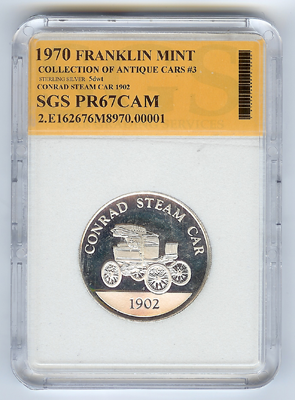 1970 FRANKLIN MINT
COLLECTION OF ANTIQUE CARS #3
STERLING SILVER 5dwt
CONRAD STEAM CAR 1902
SGS PR67CAM
2.E162676M8970.00001
CONRAD STEAM CAR
1902